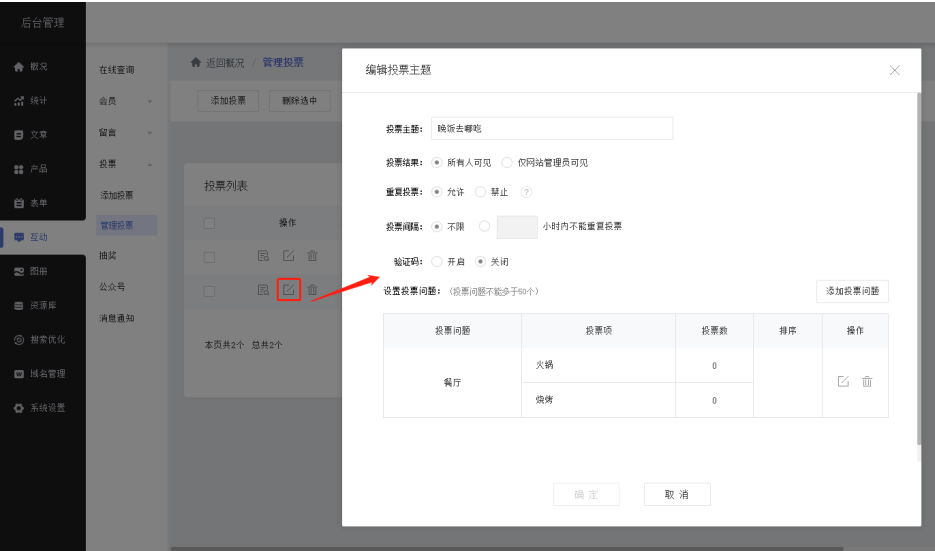 后台管理
概况
统计
文章
产品
表单
互动
图册
资源库
搜索优化
域名管理
系统设置
在线查询
会员
留言
投票
添加投票
管理投票
抽奖
公众号
消息通知
返回概况 / 管理投票
添加投票 删除选中
投票列表
操作
本页共2个 总共2个
编辑投票主题
投票主题: 晚饭去哪吃
投票结果: 所有人可见 仅网站管理员可见
重复投票: 允许 禁止 ?
投票间隔: 不限 小时内不能重复投票
验证码: 开启 关闭
设置投票问题: (投票问题不能多于50个) 添加投票问题
投票问题 投票项 投票数 排序 操作
餐厅
火锅 0
烧烤 0
确定 取消